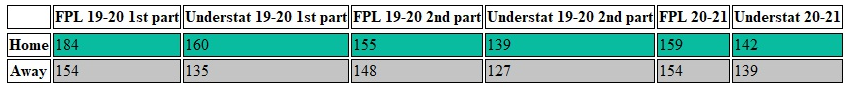 FPL 19-20 1st part Understat 19-20 1st part FPL 19-20 2nd part Understat 19-20 2nd part FPL 20-21 Understat 20-21
Home 184 160 155 139 159 142
Away 154 135 148 127 154 139